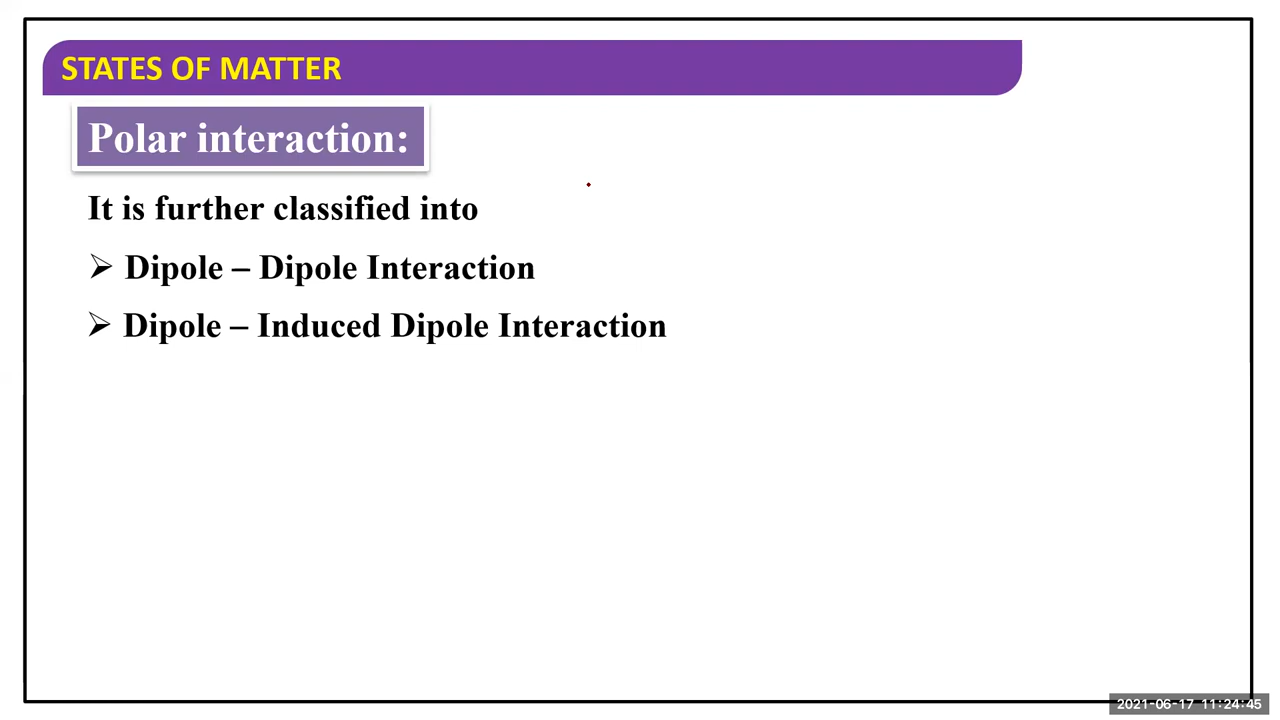 STATES OF MATTER
Polar interaction:
It is further classified into
➢ Dipole – Dipole Interaction
➢ Dipole – Induced Dipole Interaction
2021-06-17 11:24:45